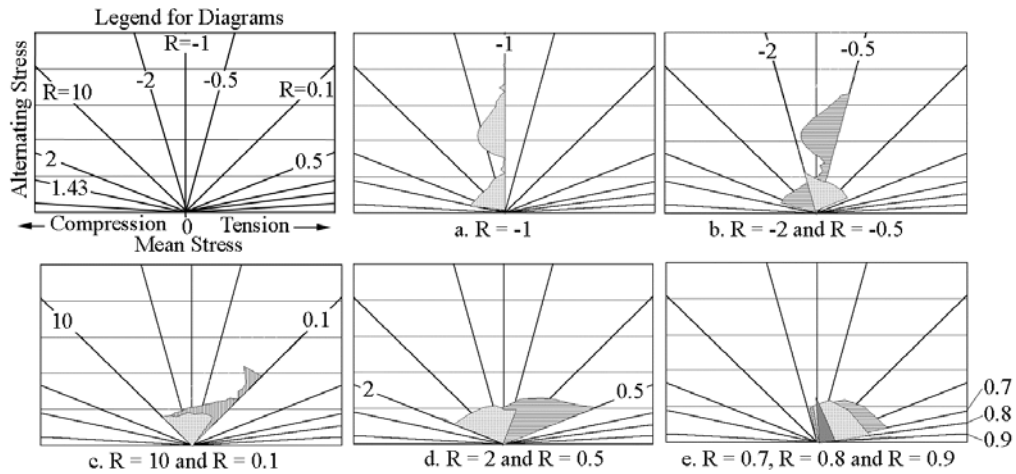 Legend for Diagrams
R=-1
-2
-0.5
R=10
R=0.1
2
0.5
1.43
Alternating Stress
Compression 0 Tension
Mean Stress
-1
a. R = -1
-2
-0.5
b. R = -2 and R = -0.5
10
0.1
c. R = 10 and R = 0.1
2
0.5
d. R = 2 and R = 0.5
0.7
0.8
0.9
e. R = 0.7, R = 0.8 and R = 0.9